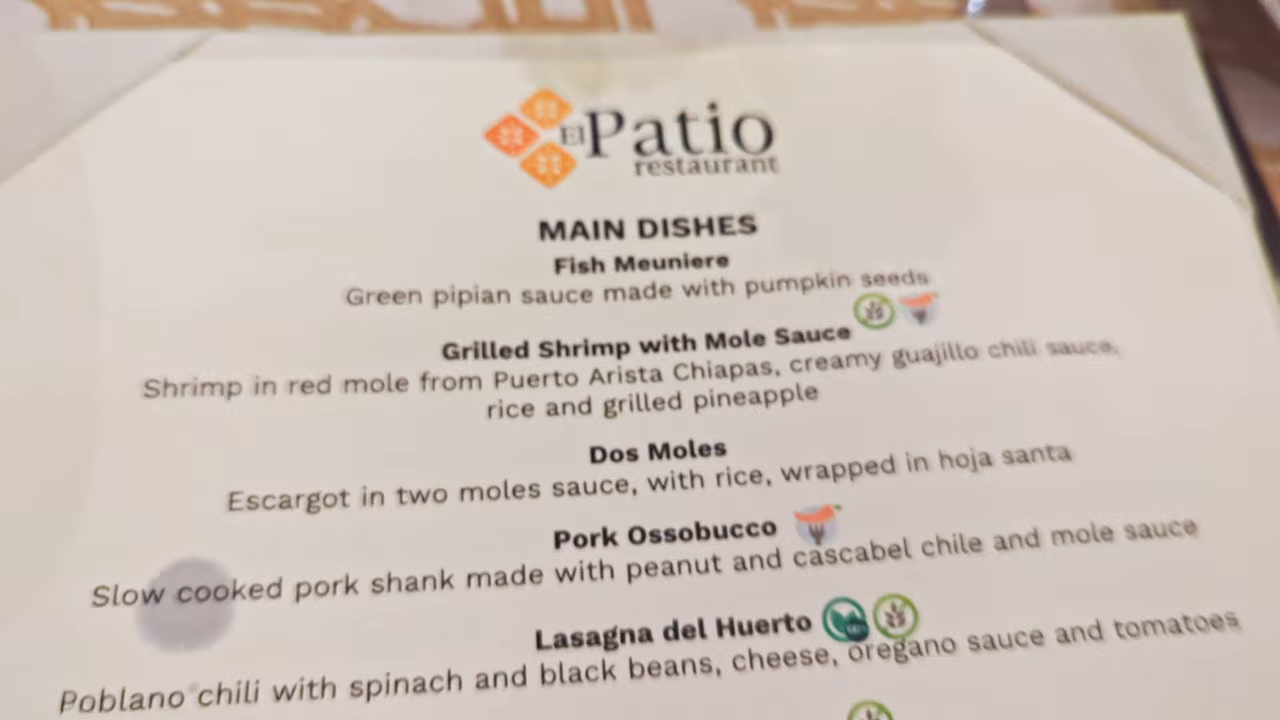 El Patio
restaurant
MAIN DISHES
Fish Meuniere
Green pipian sauce made with pumpkin seeds
Grilled Shrimp with Mole Sauce
Shrimp in red mole from Puerto Arista Chiapas, creamy guajillo chili sauce,
rice and grilled pineapple
Dos Moles
Escargot in two moles sauce, with rice, wrapped in hoja santa
Pork Ossobucco
Slow cooked pork shank made with peanut and cascabel chile and mole sauce
Lasagna del Huerto
Poblano chili with spinach and black beans, cheese, oregano sauce and tomatoes